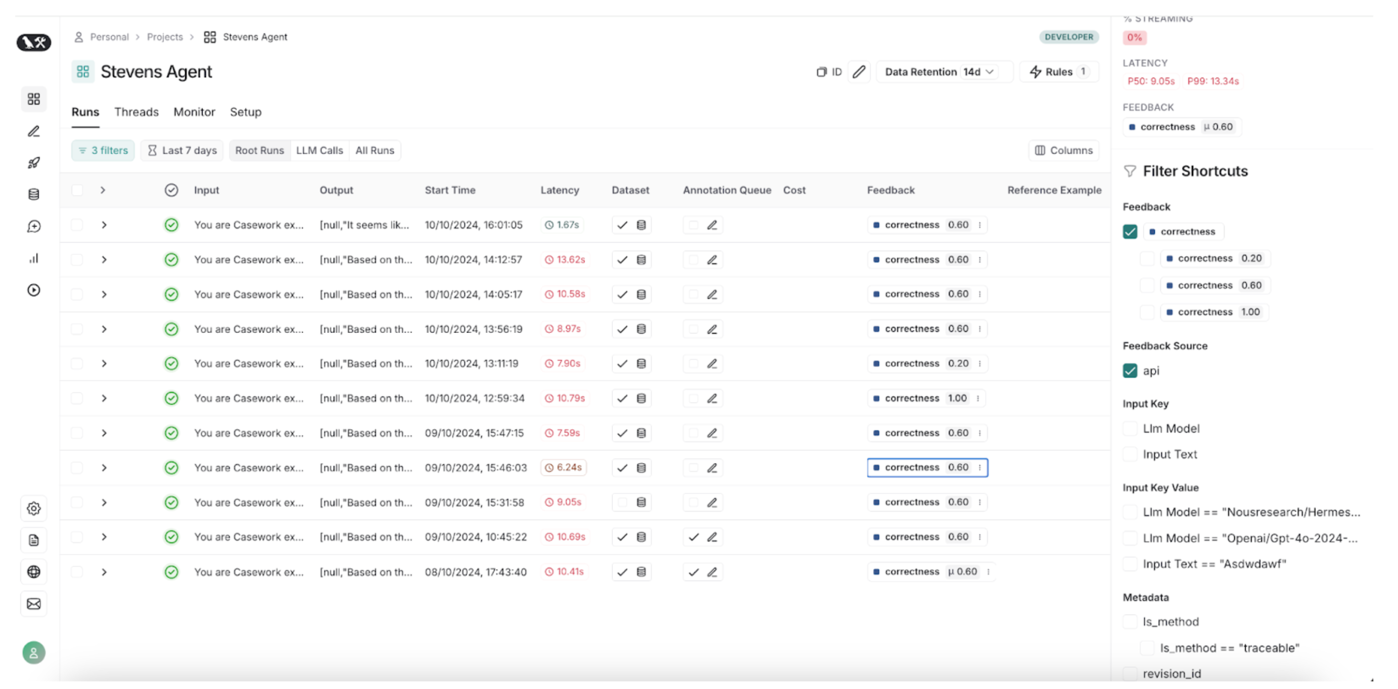 Personal > Projects > Stevens Agent
DEVELOPER
Stevens Agent
ID
Data Retention 14d
Rules 1
Runs Threads Monitor Setup
3 filters
Last 7 days
Root Runs LLM Calls All Runs
Columns
Input Output Start Time Latency Dataset Annotation Queue Cost Feedback Reference Example
You are Casework ex... [null,"It seems lik... 10/10/2024, 16:01:05 1.67s correctness 0.60
You are Casework ex... [null,"Based on th... 10/10/2024, 14:12:57 13.62s correctness 0.60
You are Casework ex... [null,"Based on th... 10/10/2024, 14:05:17 10.58s correctness 0.60
You are Casework ex... [null,"Based on th... 10/10/2024, 13:56:19 8.97s correctness 0.60
You are Casework ex... [null,"Based on th... 10/10/2024, 13:11:19 7.90s correctness 0.20
You are Casework ex... [null,"Based on th... 10/10/2024, 12:59:34 10.79s correctness 1.00
You are Casework ex... [null,"Based on th... 09/10/2024, 15:47:15 7.59s correctness 0.60
You are Casework ex... [null,"Based on th... 09/10/2024, 15:46:03 6.24s correctness 0.60
You are Casework ex... [null,"Based on th... 09/10/2024, 15:31:58 9.05s correctness 0.60
You are Casework ex... [null,"Based on th... 09/10/2024, 10:45:22 10.69s correctness 0.60
You are Casework ex... [null,"Based on th... 08/10/2024, 17:43:40 10.41s correctness μ 0.60
% STREAMING
0%
LATENCY
P50: 9.05s P99: 13.34s
FEEDBACK
correctness μ 0.60
Filter Shortcuts
Feedback
correctness
correctness 0.20
correctness 0.60
correctness 1.00
Feedback Source
api
Input Key
Llm Model
Input Text
Input Key Value
Llm Model == "Nousresearch/Hermes...
Llm Model == "Openai/Gpt-4o-2024-...
Input Text == "Asdwdawf"
Metadata
ls_method
ls_method == "traceable"
revision_id